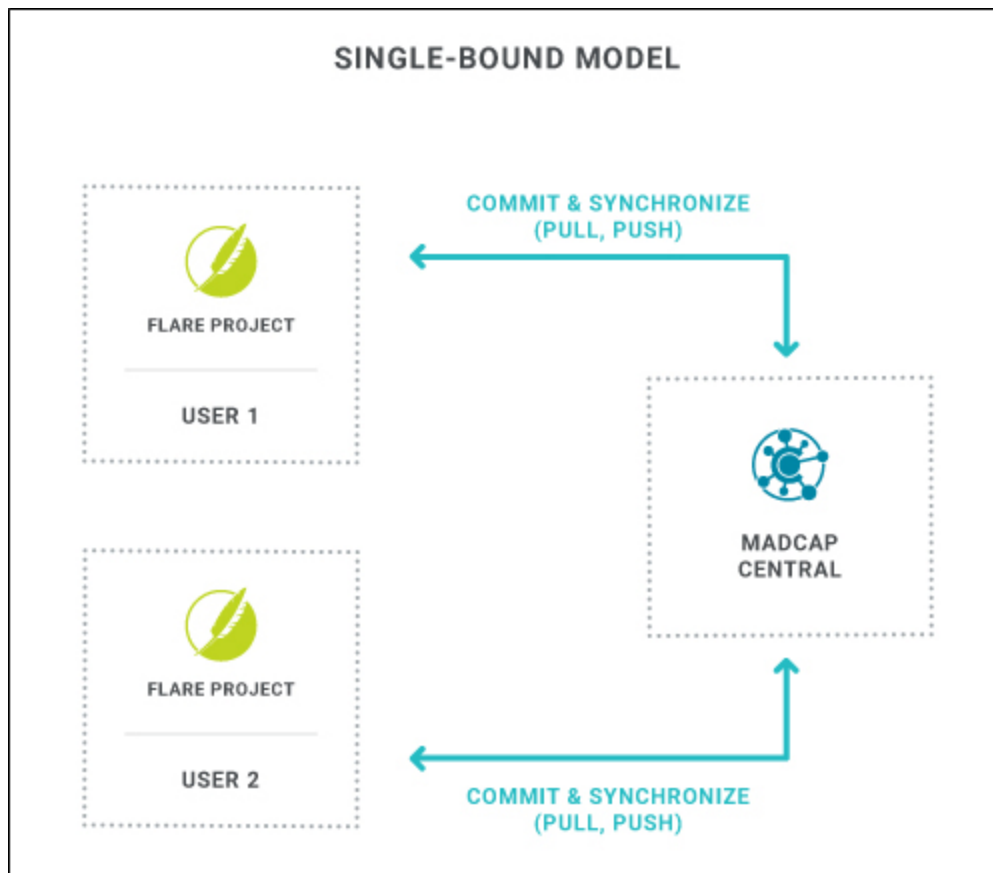 SINGLE-BOUND MODEL
COMMIT & SYNCHRONIZE
(PULL, PUSH)
FLARE PROJECT
USER 1
MADCAP
CENTRAL
FLARE PROJECT
USER 2
COMMIT & SYNCHRONIZE
(PULL, PUSH)